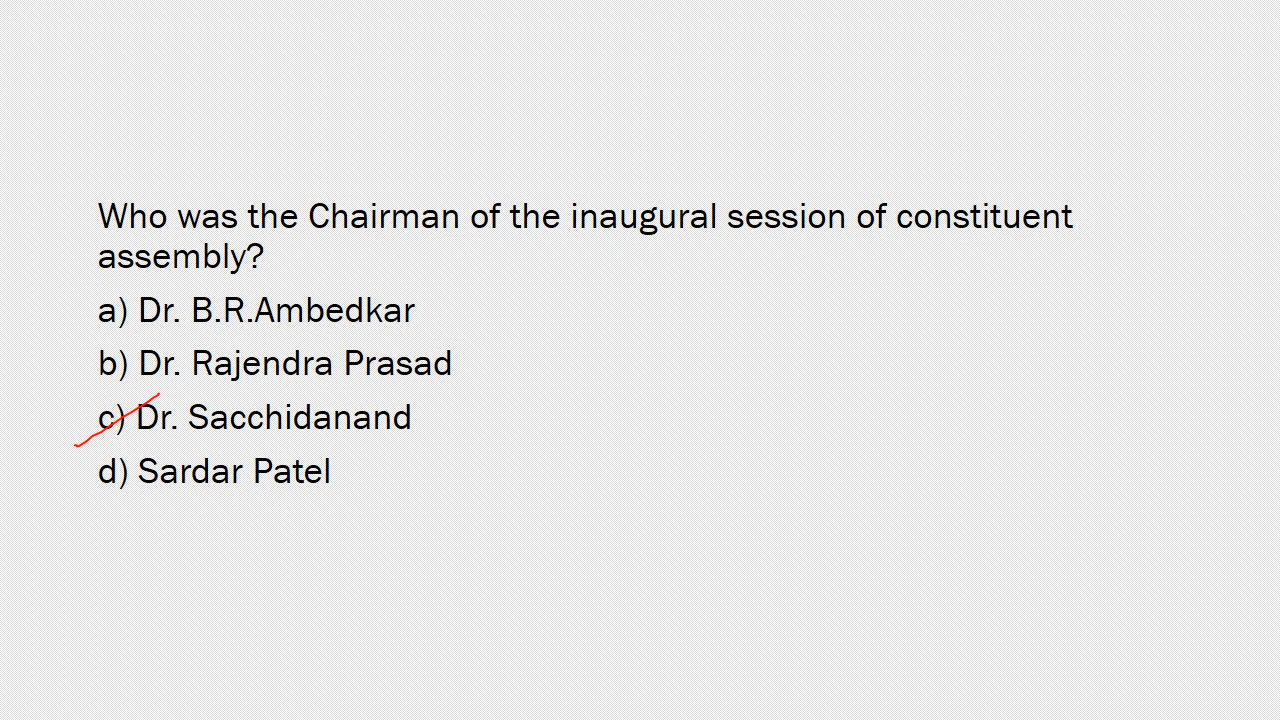 Who was the Chairman of the inaugural session of constituent
assembly?
a) Dr. B.R.Ambedkar
b) Dr. Rajendra Prasad
c) Dr. Sacchidanand
d) Sardar Patel